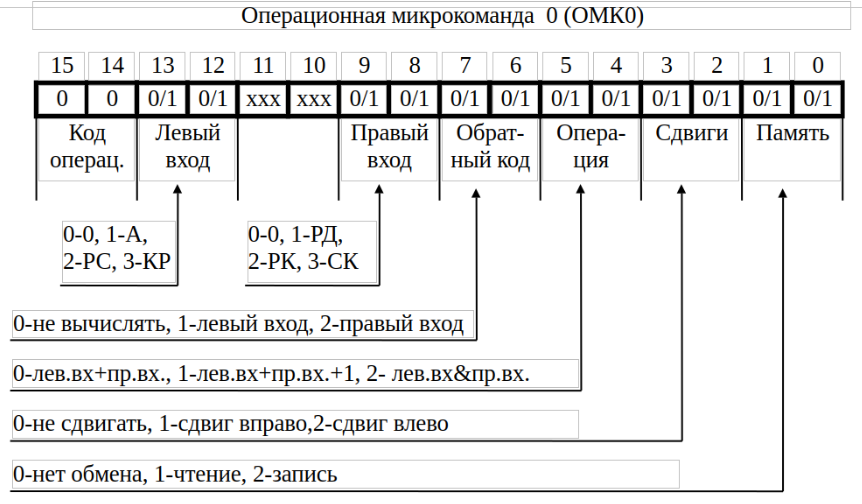 Операционная микрокоманда 0 (ОМК0)
15 14 13 12 11 10 9 8 7 6 5 4 3 2 1 0
0 0 0/1 0/1 xxx xxx 0/1 0/1 0/1 0/1 0/1 0/1 0/1 0/1 0/1 0/1
Код Левый Правый Обрат- Опера- Сдвиги Память
операц. вход вход ный код ция
0-0, 1-А, 0-0, 1-РД,
2-РС, 3-КР 2-РК, 3-СК
0-не вычислять, 1-левый вход, 2-правый вход
0-лев.вх+пр.вх., 1-лев.вх+пр.вх.+1, 2- лев.вх&пр.вх.
0-не сдвигать, 1-сдвиг вправо,2-сдвиг влево
0-нет обмена, 1-чтение, 2-запись